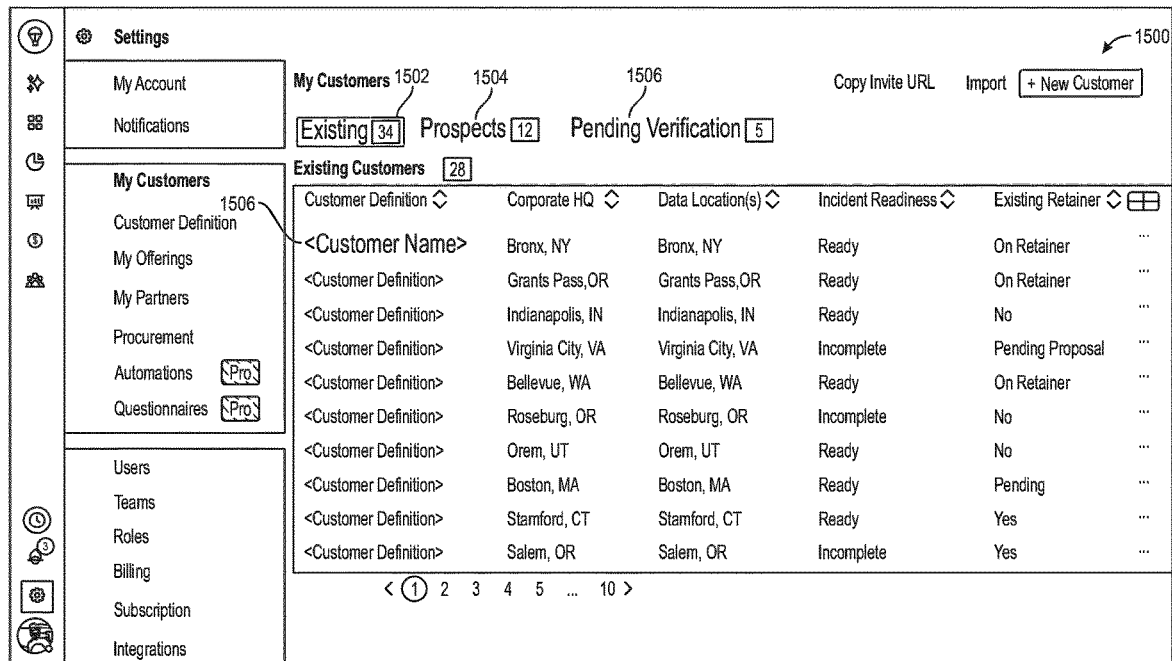 Settings
1500
My Account
Notifications
My Customers
Customer Definition
My Offerings
My Partners
Procurement
Automations Pro
Questionnaires Pro
Users
Teams
Roles
Billing
Subscription
Integrations
3
My Customers 1502 1504 1506 Copy Invite URL Import + New Customer
Existing 34 Prospects 12 Pending Verification 5
Existing Customers 28
Customer Definition Corporate HQ Data Location(s) Incident Readiness Existing Retainer
1506 <Customer Name> Bronx, NY Bronx, NY Ready On Retainer ...
<Customer Definition> Grants Pass,OR Grants Pass,OR Ready On Retainer ...
<Customer Definition> Indianapolis, IN Indianapolis, IN Ready No ...
<Customer Definition> Virginia City, VA Virginia City, VA Incomplete Pending Proposal ...
<Customer Definition> Bellevue, WA Bellevue, WA Ready On Retainer ...
<Customer Definition> Roseburg, OR Roseburg, OR Incomplete No ...
<Customer Definition> Orem, UT Orem, UT Ready No ...
<Customer Definition> Boston, MA Boston, MA Ready Pending ...
<Customer Definition> Stamford, CT Stamford, CT Ready Yes ...
<Customer Definition> Salem, OR Salem, OR Incomplete Yes ...
< 1 2 3 4 5 ... 10 >